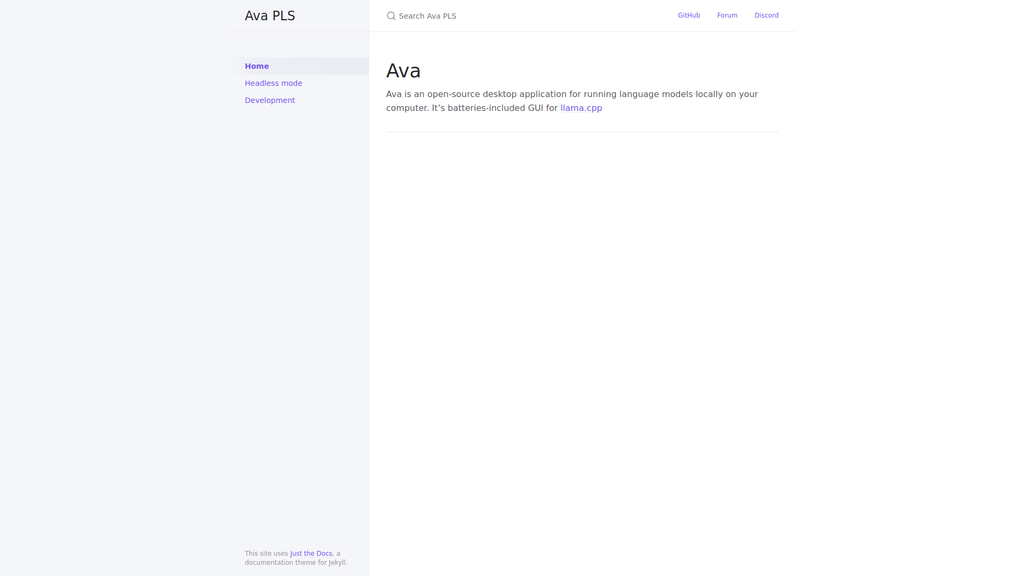 Ava PLS
Search Ava PLS
GitHub
Forum
Discord
Home
Headless mode
Development
Ava
Ava is an open-source desktop application for running language models locally on your
computer. It’s batteries-included GUI for llama.cpp
This site uses Just the Docs, a
documentation theme for Jekyll.